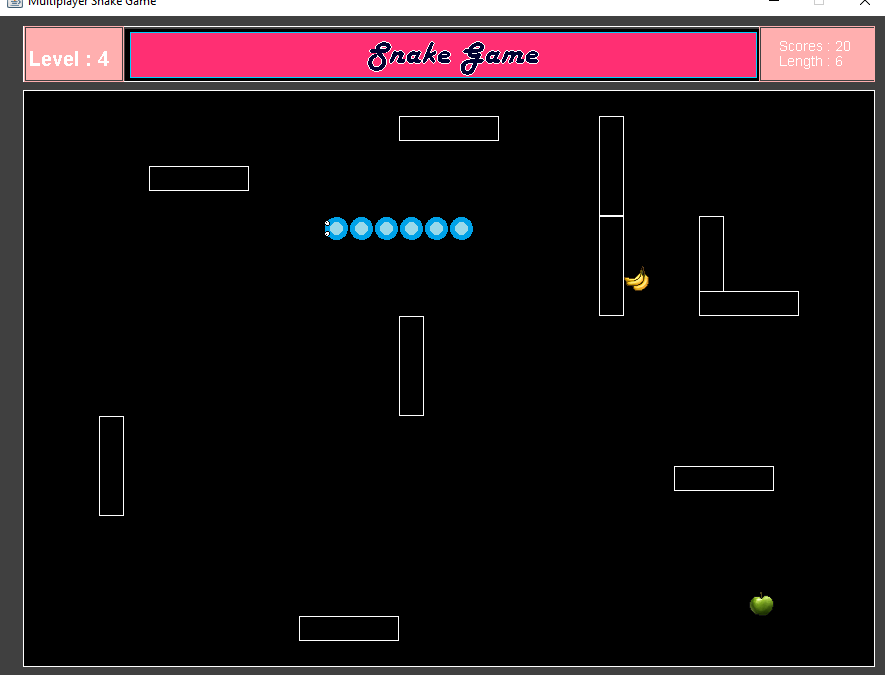 Multiplayer Snake Game
Level : 4
Snake Game
Scores : 20
Length : 6